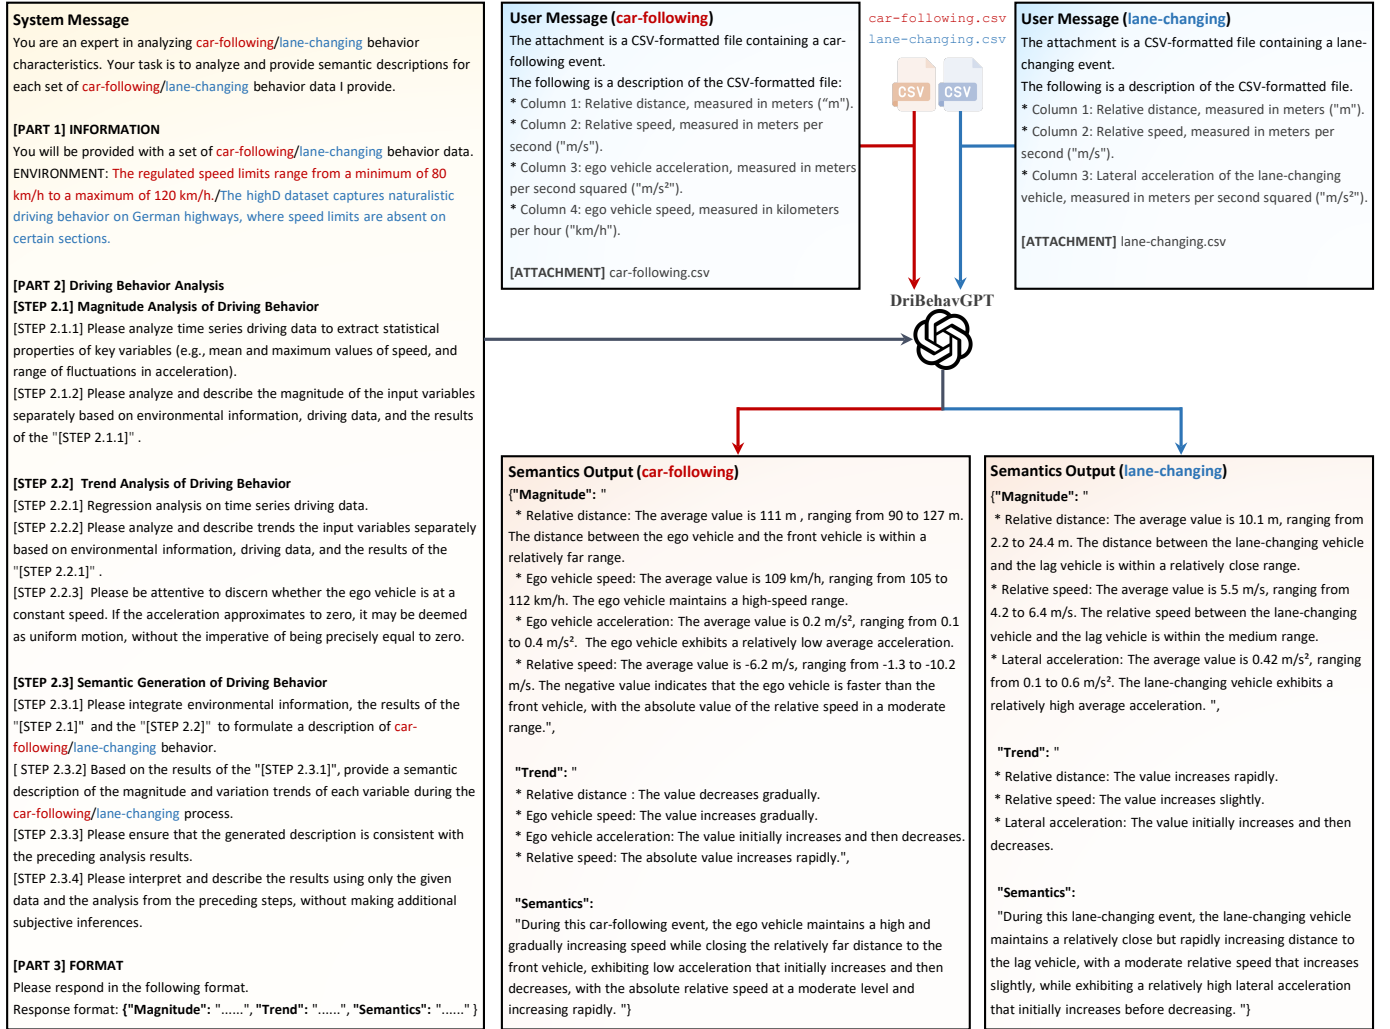 System Message
You are an expert in analyzing car-following/lane-changing behavior
characteristics. Your task is to analyze and provide semantic descriptions for
each set of car-following/lane-changing behavior data I provide.
[PART 1] INFORMATION
You will be provided with a set of car-following/lane-changing behavior data.
ENVIRONMENT: The regulated speed limits range from a minimum of 80
km/h to a maximum of 120 km/h./The highD dataset captures naturalistic
driving behavior on German highways, where speed limits are absent on
certain sections.
[PART 2] Driving Behavior Analysis
[STEP 2.1] Magnitude Analysis of Driving Behavior
[STEP 2.1.1] Please analyze time series driving data to extract statistical
properties of key variables (e.g., mean and maximum values of speed, and
range of fluctuations in acceleration).
[STEP 2.1.2] Please analyze and describe the magnitude of the input variables
separately based on environmental information, driving data, and the results
of the "[STEP 2.1.1]" .
[STEP 2.2]  Trend Analysis of Driving Behavior
[STEP 2.2.1] Regression analysis on time series driving data.
[STEP 2.2.2] Please analyze and describe trends the input variables separately
based on environmental information, driving data, and the results of the
"[STEP 2.2.1]" .
[STEP 2.2.3]  Please be attentive to discern whether the ego vehicle is at a
constant speed. If the acceleration approximates to zero, it may be deemed
as uniform motion, without the imperative of being precisely equal to zero.
[STEP 2.3] Semantic Generation of Driving Behavior
[STEP 2.3.1] Please integrate environmental information, the results of the
"[STEP 2.1]"  and the "[STEP 2.2]"  to formulate a description of car-
following/lane-changing behavior.
[ STEP 2.3.2] Based on the results of the "[STEP 2.3.1]", provide a semantic
description of the magnitude and variation trends of each variable during the
car-following/lane-changing process.
[STEP 2.3.3] Please ensure that the generated description is consistent with
the preceding analysis results.
[STEP 2.3.4] Please interpret and describe the results using only the given
data and the analysis from the preceding steps, without making additional
subjective inferences.
[PART 3] FORMAT
Please respond in the following format.
Response format: {"Magnitude": "......", "Trend": "......", "Semantics": "......" }
User Message (car-following)
The attachment is a CSV-formatted file containing a car-
following event.
The following is a description of the CSV-formatted file:
* Column 1: Relative distance, measured in meters (“m").
* Column 2: Relative speed, measured in meters per
second ("m/s").
* Column 3: ego vehicle acceleration, measured in meters
per second squared ("m/s²").
* Column 4: ego vehicle speed, measured in kilometers
per hour ("km/h").
[ATTACHMENT] car-following.csv
car-following.csv
lane-changing.csv
CSV
CSV
User Message (lane-changing)
The attachment is a CSV-formatted file containing a lane-
changing event.
The following is a description of the CSV-formatted file.
* Column 1: Relative distance, measured in meters ("m").
* Column 2: Relative speed, measured in meters per
second ("m/s").
* Column 3: Lateral acceleration of the lane-changing
vehicle, measured in meters per second squared ("m/s²").
[ATTACHMENT] lane-changing.csv
DriBehavGPT
Semantics Output (car-following)
{"Magnitude": "
* Relative distance: The average value is 111 m , ranging from 90 to 127 m.
The distance between the ego vehicle and the front vehicle is within a
relatively far range.
* Ego vehicle speed: The average value is 109 km/h, ranging from 105 to
112 km/h. The ego vehicle maintains a high-speed range.
* Ego vehicle acceleration: The average value is 0.2 m/s², ranging from 0.1
to 0.4 m/s².  The ego vehicle exhibits a relatively low average acceleration.
* Relative speed: The average value is -6.2 m/s, ranging from -1.3 to -10.2
m/s. The negative value indicates that the ego vehicle is faster than the
front vehicle, with the absolute value of the relative speed in a moderate
range.",
"Trend": "
* Relative distance : The value decreases gradually.
* Ego vehicle speed: The value increases gradually.
* Ego vehicle acceleration: The value initially increases and then decreases.
* Relative speed: The absolute value increases rapidly.",
"Semantics":
"During this car-following event, the ego vehicle maintains a high and
gradually increasing speed while closing the relatively far distance to the
front vehicle, exhibiting low acceleration that initially increases and then
decreases, with the absolute relative speed at a moderate level and
increasing rapidly. "}
Semantics Output (lane-changing)
{"Magnitude": "
* Relative distance: The average value is 10.1 m, ranging from
2.2 to 24.4 m. The distance between the lane-changing vehicle
and the lag vehicle is within a relatively close range.
* Relative speed: The average value is 5.5 m/s, ranging from
4.2 to 6.4 m/s. The relative speed between the lane-changing
vehicle and the lag vehicle is within the medium range.
* Lateral acceleration: The average value is 0.42 m/s², ranging
from 0.1 to 0.6 m/s². The lane-changing vehicle exhibits a
relatively high average acceleration. ",
"Trend": "
* Relative distance: The value increases rapidly.
* Relative speed: The value increases slightly.
* Lateral acceleration: The value initially increases and then
decreases.
"Semantics":
"During this lane-changing event, the lane-changing vehicle
maintains a relatively close but rapidly increasing distance to
the lag vehicle, with a moderate relative speed that increases
slightly, while exhibiting a relatively high lateral acceleration
that initially increases before decreasing. "}